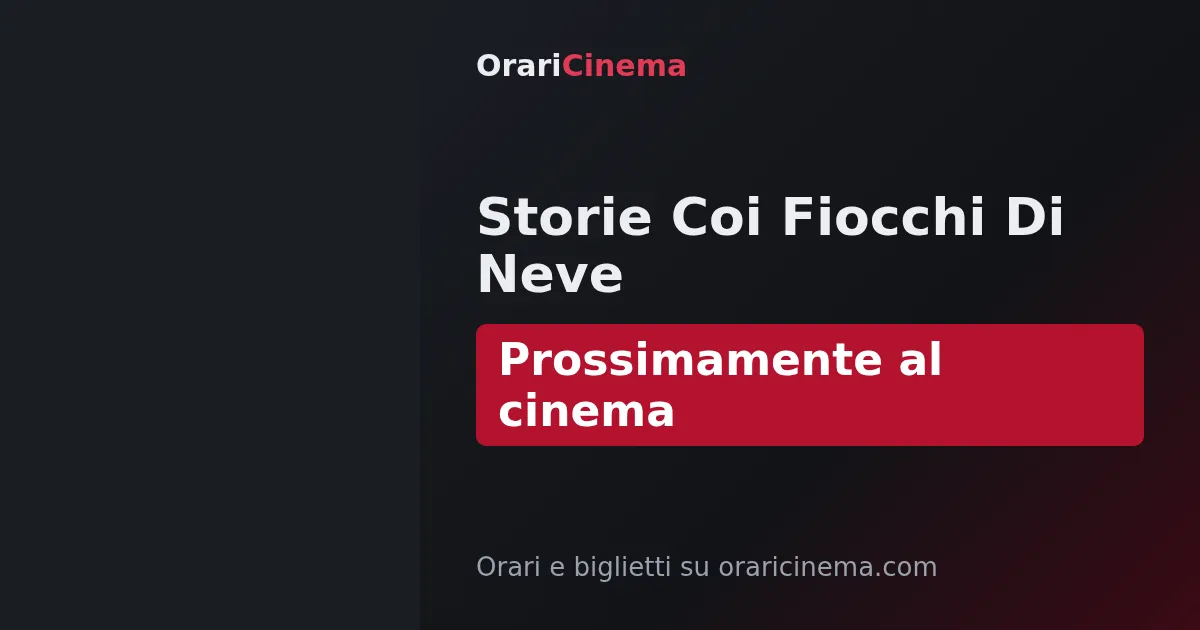 OrariCinema
Storie Coi Fiocchi Di
Neve
Prossimamente al
cinema
Orari e biglietti su oraricinema.com